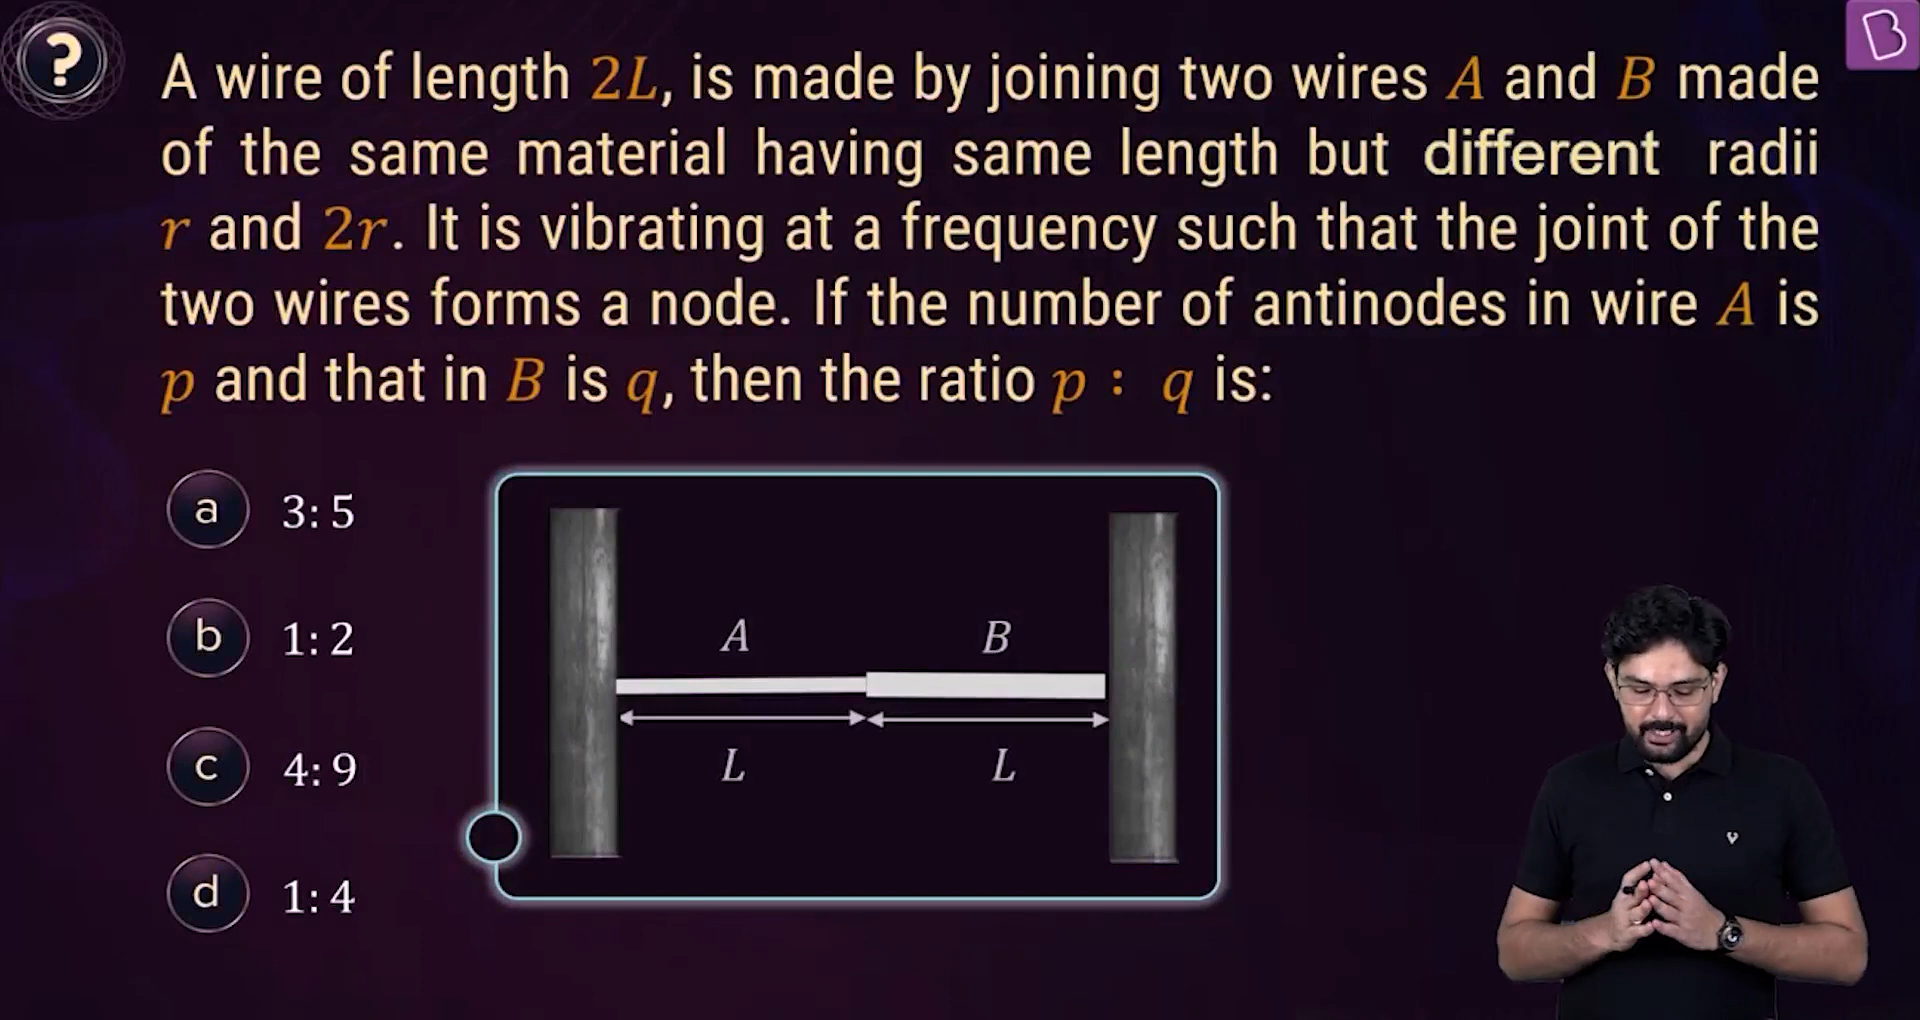 ?
B
A wire of length 2L, is made by joining two wires A and B made
of the same material having same length but different radii
r and 2r. It is vibrating at a frequency such that the joint of the
two wires forms a node. If the number of antinodes in wire A is
p and that in B is q, then the ratio p : q is:
a 3:5
b 1:2
c 4:9
d 1:4
A B
L L